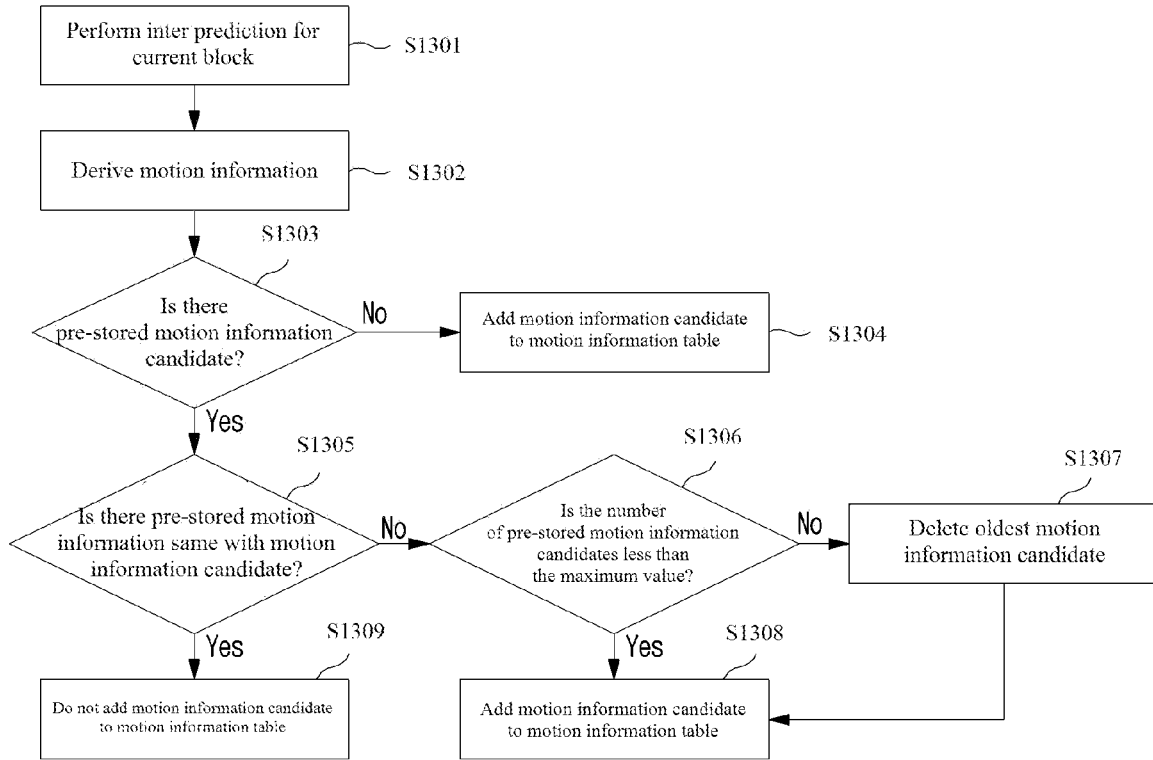 Perform inter prediction for
current block
S1301
Derive motion information
S1302
S1303
Is there
pre-stored motion information
candidate?
No
Add motion information candidate
to motion information table
S1304
Yes
S1305
Is there pre-stored motion
information same with motion
information candidate?
No
S1306
Is the number
of pre-stored motion information
candidates less than
the maximum value?
No
S1307
Delete oldest motion
information candidate
Yes
S1309
Do not add motion information candidate
to motion information table
Yes
S1308
Add motion information candidate
to motion information table